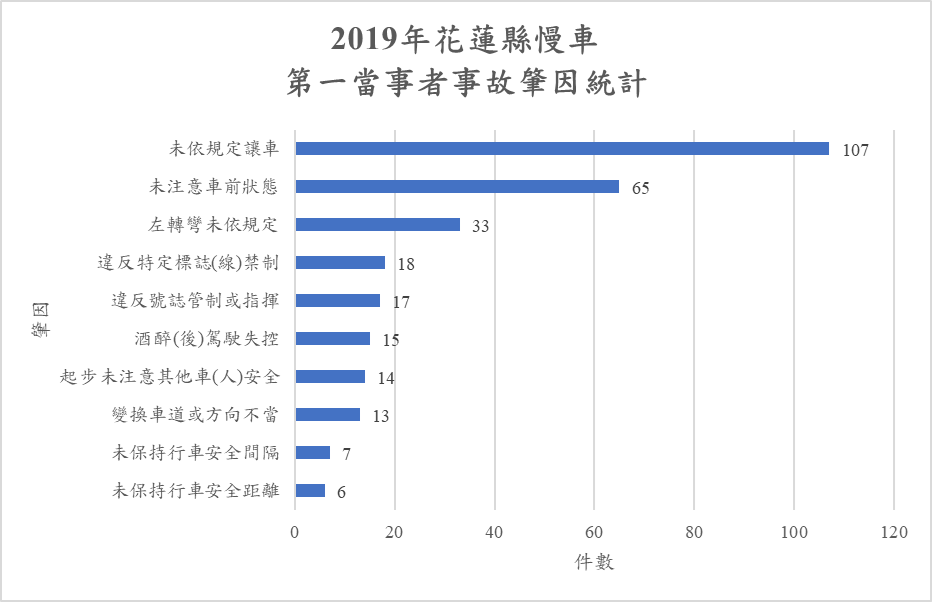 2019年花蓮縣慢車
第一當事者事故肇因統計
肇因
未依規定讓車 107
未注意車前狀態 65
左轉彎未依規定 33
違反特定標誌(線)禁制 18
違反號誌管制或指揮 17
酒醉(後)駕駛失控 15
起步未注意其他車(人)安全 14
變換車道或方向不當 13
未保持行車安全間隔 7
未保持行車安全距離 6
0 20 40 60 80 100 120
件數